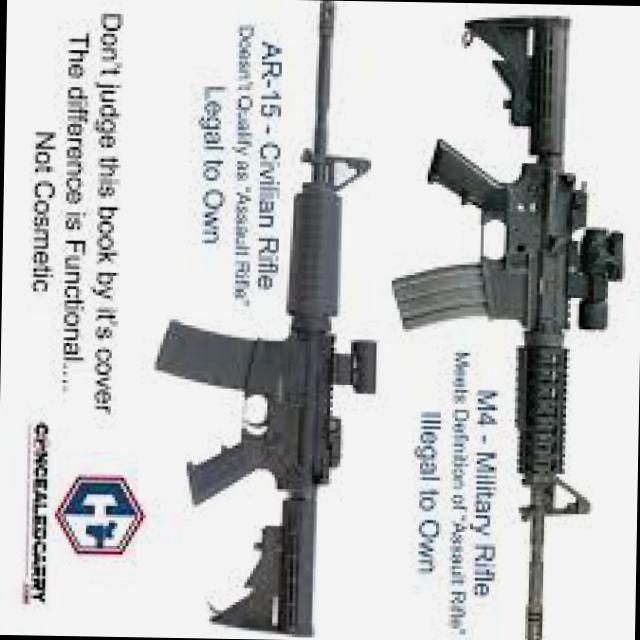 M4 - Military Rifle
Meets Definition of "Assault Rifle"
Illegal to Own
AR-15 - Civilian Rifle
Doesn't Qualify as "Assault Rifle"
Legal to Own
Don't judge this book by it's cover
The difference is Functional....
Not Cosmetic
CONCEALEDCARRY